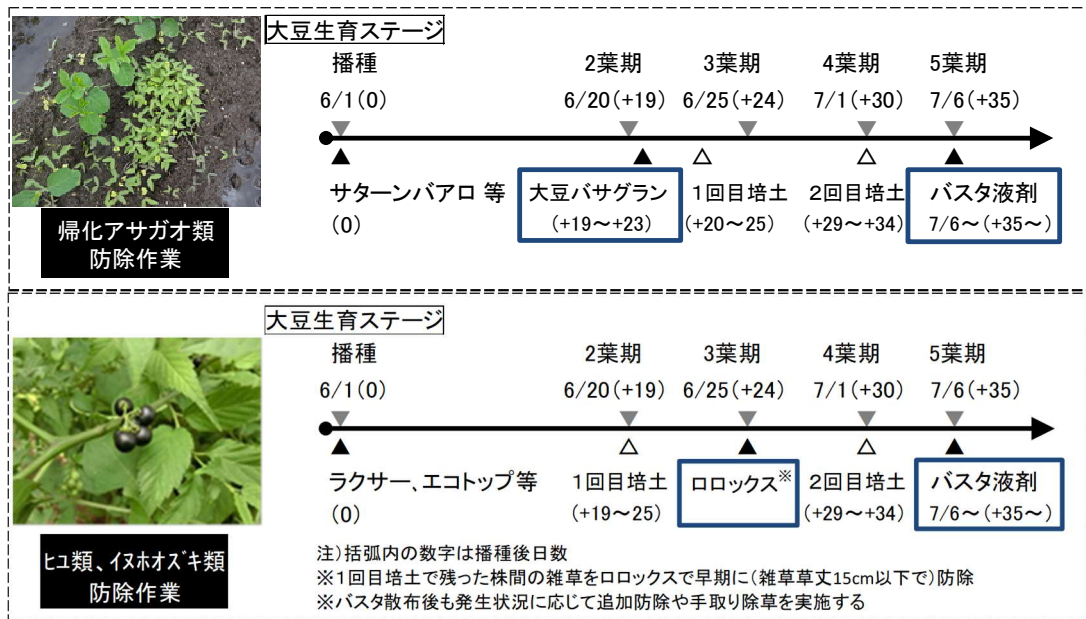 大豆生育ステージ
播種 2葉期 3葉期 4葉期 5葉期
6/1(0) 6/20(+19) 6/25(+24) 7/1(+30) 7/6(+35)
サターンバアロ 等 大豆バサグラン 1回目培土 2回目培土 バスタ液剤
(0) (+19～+23) (+20～25) (+29～+34) 7/6～(+35～)
帰化アサガオ類
防除作業
大豆生育ステージ
播種 2葉期 3葉期 4葉期 5葉期
6/1(0) 6/20(+19) 6/25(+24) 7/1(+30) 7/6(+35)
ラクサー、エコトップ等 1回目培土 ロロックス※ 2回目培土 バスタ液剤
(0) (+19～25) (+29～+34) 7/6～(+35～)
ヒユ類、イヌホオズキ類
防除作業
注)括弧内の数字は播種後日数
※1回目培土で残った株間の雑草をロロックスで早期に(雑草草丈15cm以下で)防除
※バスタ散布後も発生状況に応じて追加防除や手取り除草を実施する